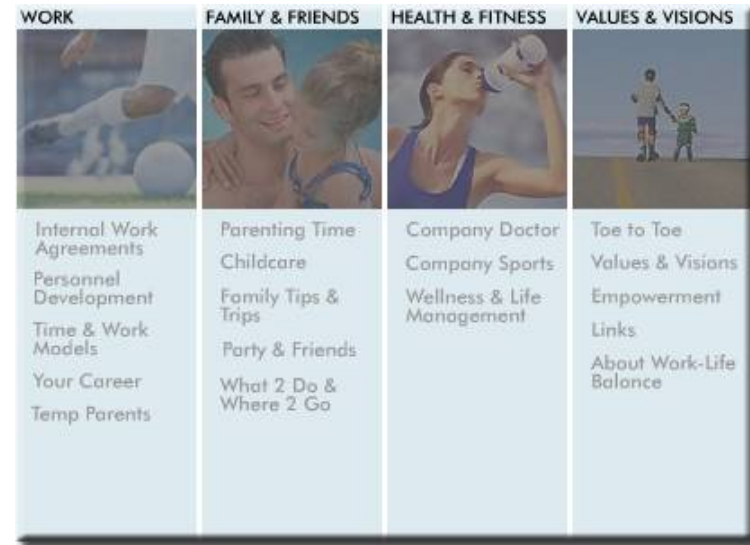 WORK
Internal Work
Agreements
Personnel
Development
Time & Work
Models
Your Career
Temp Parents
FAMILY & FRIENDS
Parenting Time
Childcare
Family Tips &
Trips
Party & Friends
What 2 Do &
Where 2 Go
HEALTH & FITNESS
Company Doctor
Company Sports
Wellness & Life
Management
VALUES & VISIONS
Toe to Toe
Values & Visions
Empowerment
Links
About Work-Life
Balance